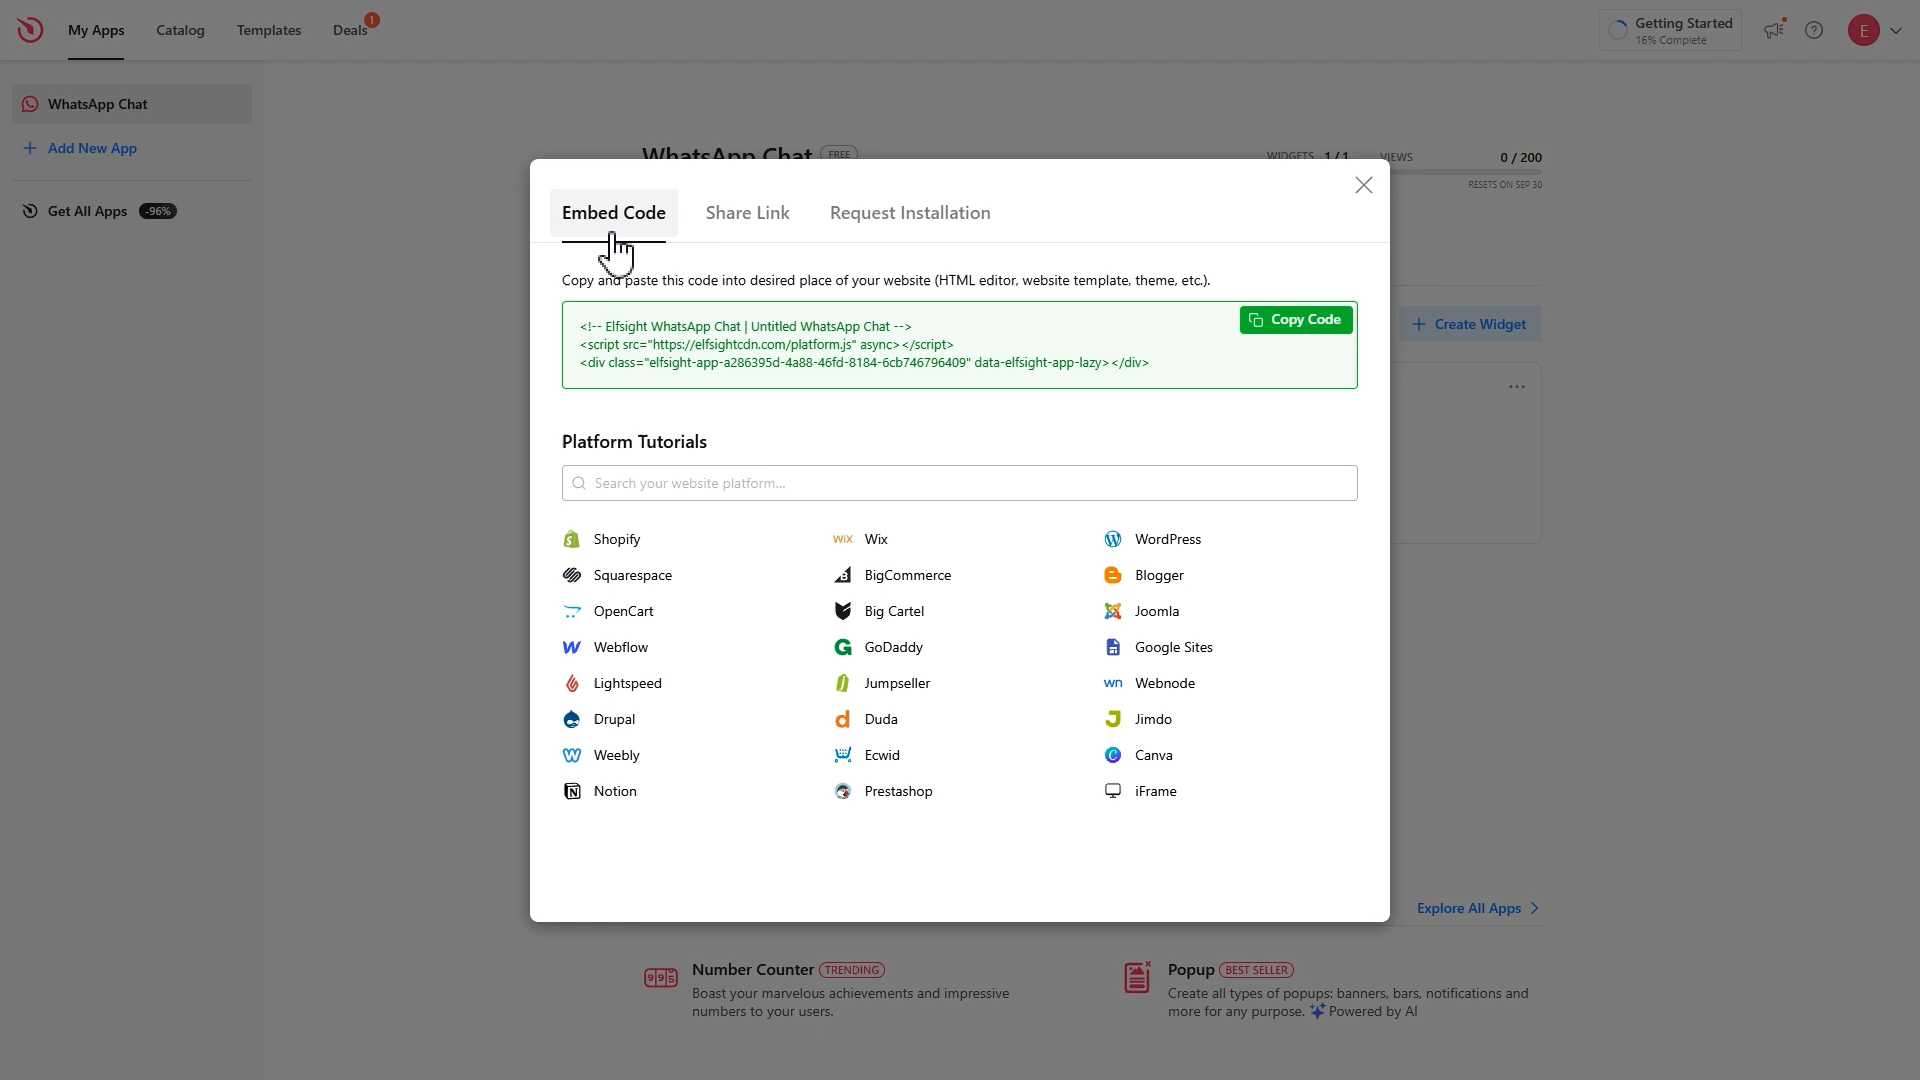 My Apps
Catalog
Templates
Deals
1
Getting Started
16% Complete
E
WhatsApp Chat
Add New App
Get All Apps
-96%
WhatsApp Chat
FREE
WIDGETS 1 / 1
VIEWS
0 / 200
RESETS ON SEP 30
Embed Code
Share Link
Request Installation
Copy and paste this code into desired place of your website (HTML editor, website template, theme, etc.).
<!-- Elfsight WhatsApp Chat | Untitled WhatsApp Chat -->
<script src="https://elfsightcdn.com/platform.js" async></script>
<div class="elfsight-app-a286395d-4a88-46fd-8184-6cb746796409" data-elfsight-app-lazy></div>
Copy Code
Create Widget
Platform Tutorials
Search your website platform...
Shopify
WiX Wix
WordPress
Squarespace
BigCommerce
Blogger
OpenCart
Big Cartel
Joomla
Webflow
GoDaddy
Google Sites
Lightspeed
Jumpseller
wn Webnode
Drupal
Duda
Jimdo
Weebly
Ecwid
Canva
Notion
Prestashop
iFrame
Explore All Apps
995
Number Counter
TRENDING
Boast your marvelous achievements and impressive
numbers to your users.
Popup
BEST SELLER
Create all types of popups: banners, bars, notifications and
more for any purpose. Powered by AI